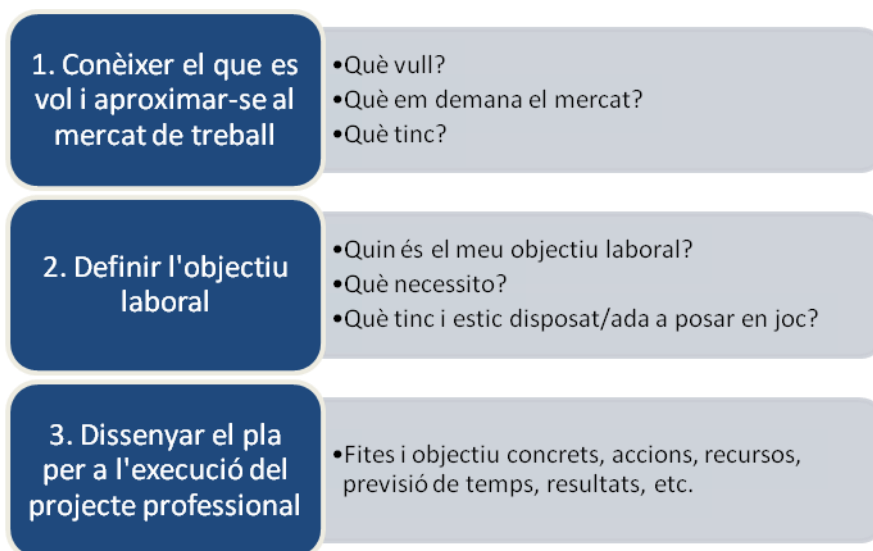 1. Conèixer el que es
vol i aproximar-se al
mercat de treball
•Què vull?
•Què em demana el mercat?
•Què tinc?
2. Definir l'objectiu
laboral
•Quin és el meu objectiu laboral?
•Què necessito?
•Què tinc i estic disposat/ada a posar en joc?
3. Dissenyar el pla
per a l'execució del
projecte professional
•Fites i objectiu concrets, accions, recursos,
previsió de temps, resultats, etc.